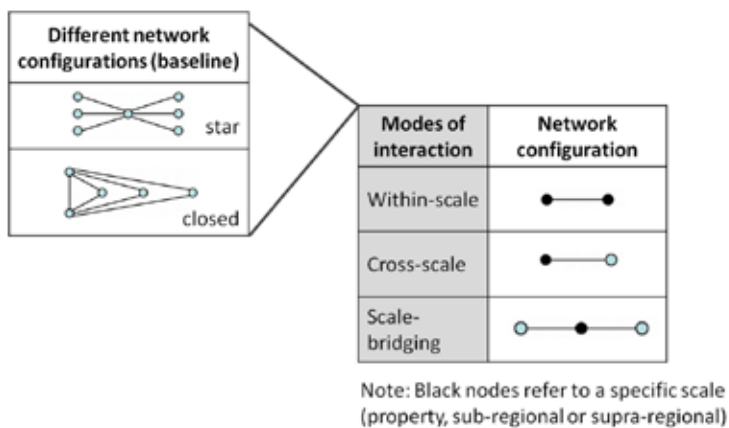 Different network
configurations (baseline)
star
closed
Modes of
interaction
Network
configuration
Within-scale
Cross-scale
Scale-
bridging
Note: Black nodes refer to a specific scale
(property, sub-regional or supra-regional)